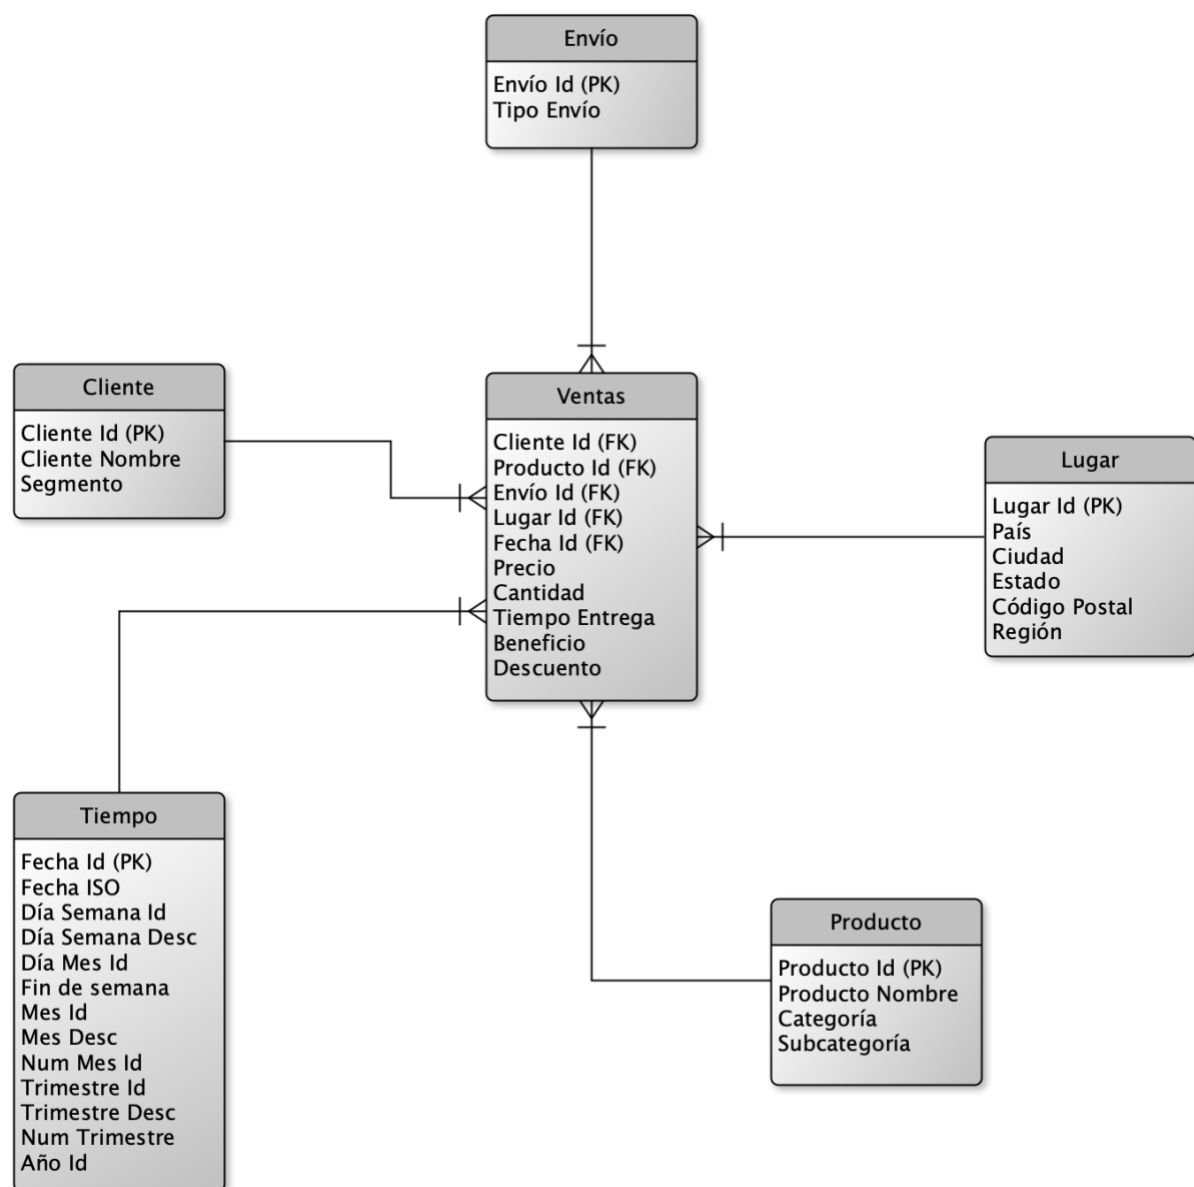 Envío
Envío Id (PK)
Tipo Envío
Cliente
Cliente Id (PK)
Cliente Nombre
Segmento
Ventas
Cliente Id (FK)
Producto Id (FK)
Envío Id (FK)
Lugar Id (FK)
Fecha Id (FK)
Precio
Cantidad
Tiempo Entrega
Beneficio
Descuento
Lugar
Lugar Id (PK)
País
Ciudad
Estado
Código Postal
Región
Tiempo
Fecha Id (PK)
Fecha ISO
Día Semana Id
Día Semana Desc
Día Mes Id
Fin de semana
Mes Id
Mes Desc
Num Mes Id
Trimestre Id
Trimestre Desc
Num Trimestre
Año Id
Producto
Producto Id (PK)
Producto Nombre
Categoría
Subcategoría